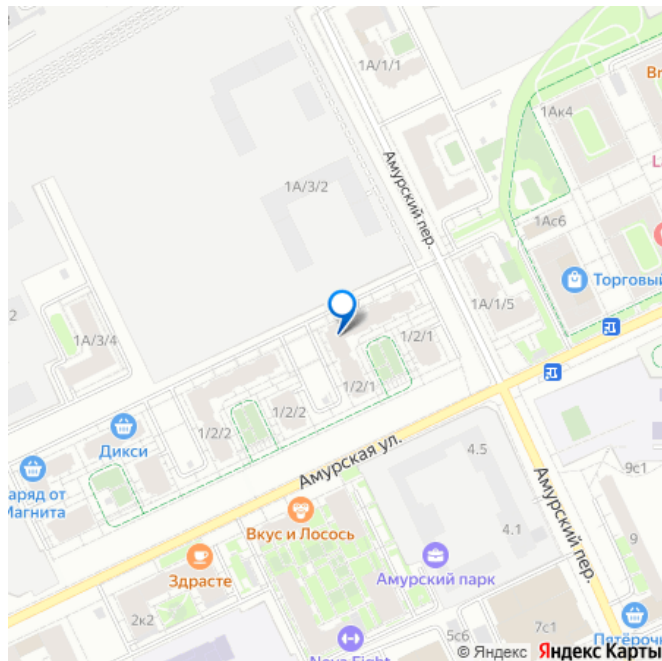 1А/1/1
1Ак4
Амурский пер.
1А/3/2
1Ас6
Торговый
1А/1/5
1А/3/4
1/2/1
1/2/1
1/2/2
1/2/2
Дикси
Амурская ул.
4.5
9с1
Магнита
Вкус и Лосось
4.1
Амурский пер.
9
Здрасте
Амурский парк
2к2
7с1
5с6
Пятёрочк
© Яндекс Яндекс Карты